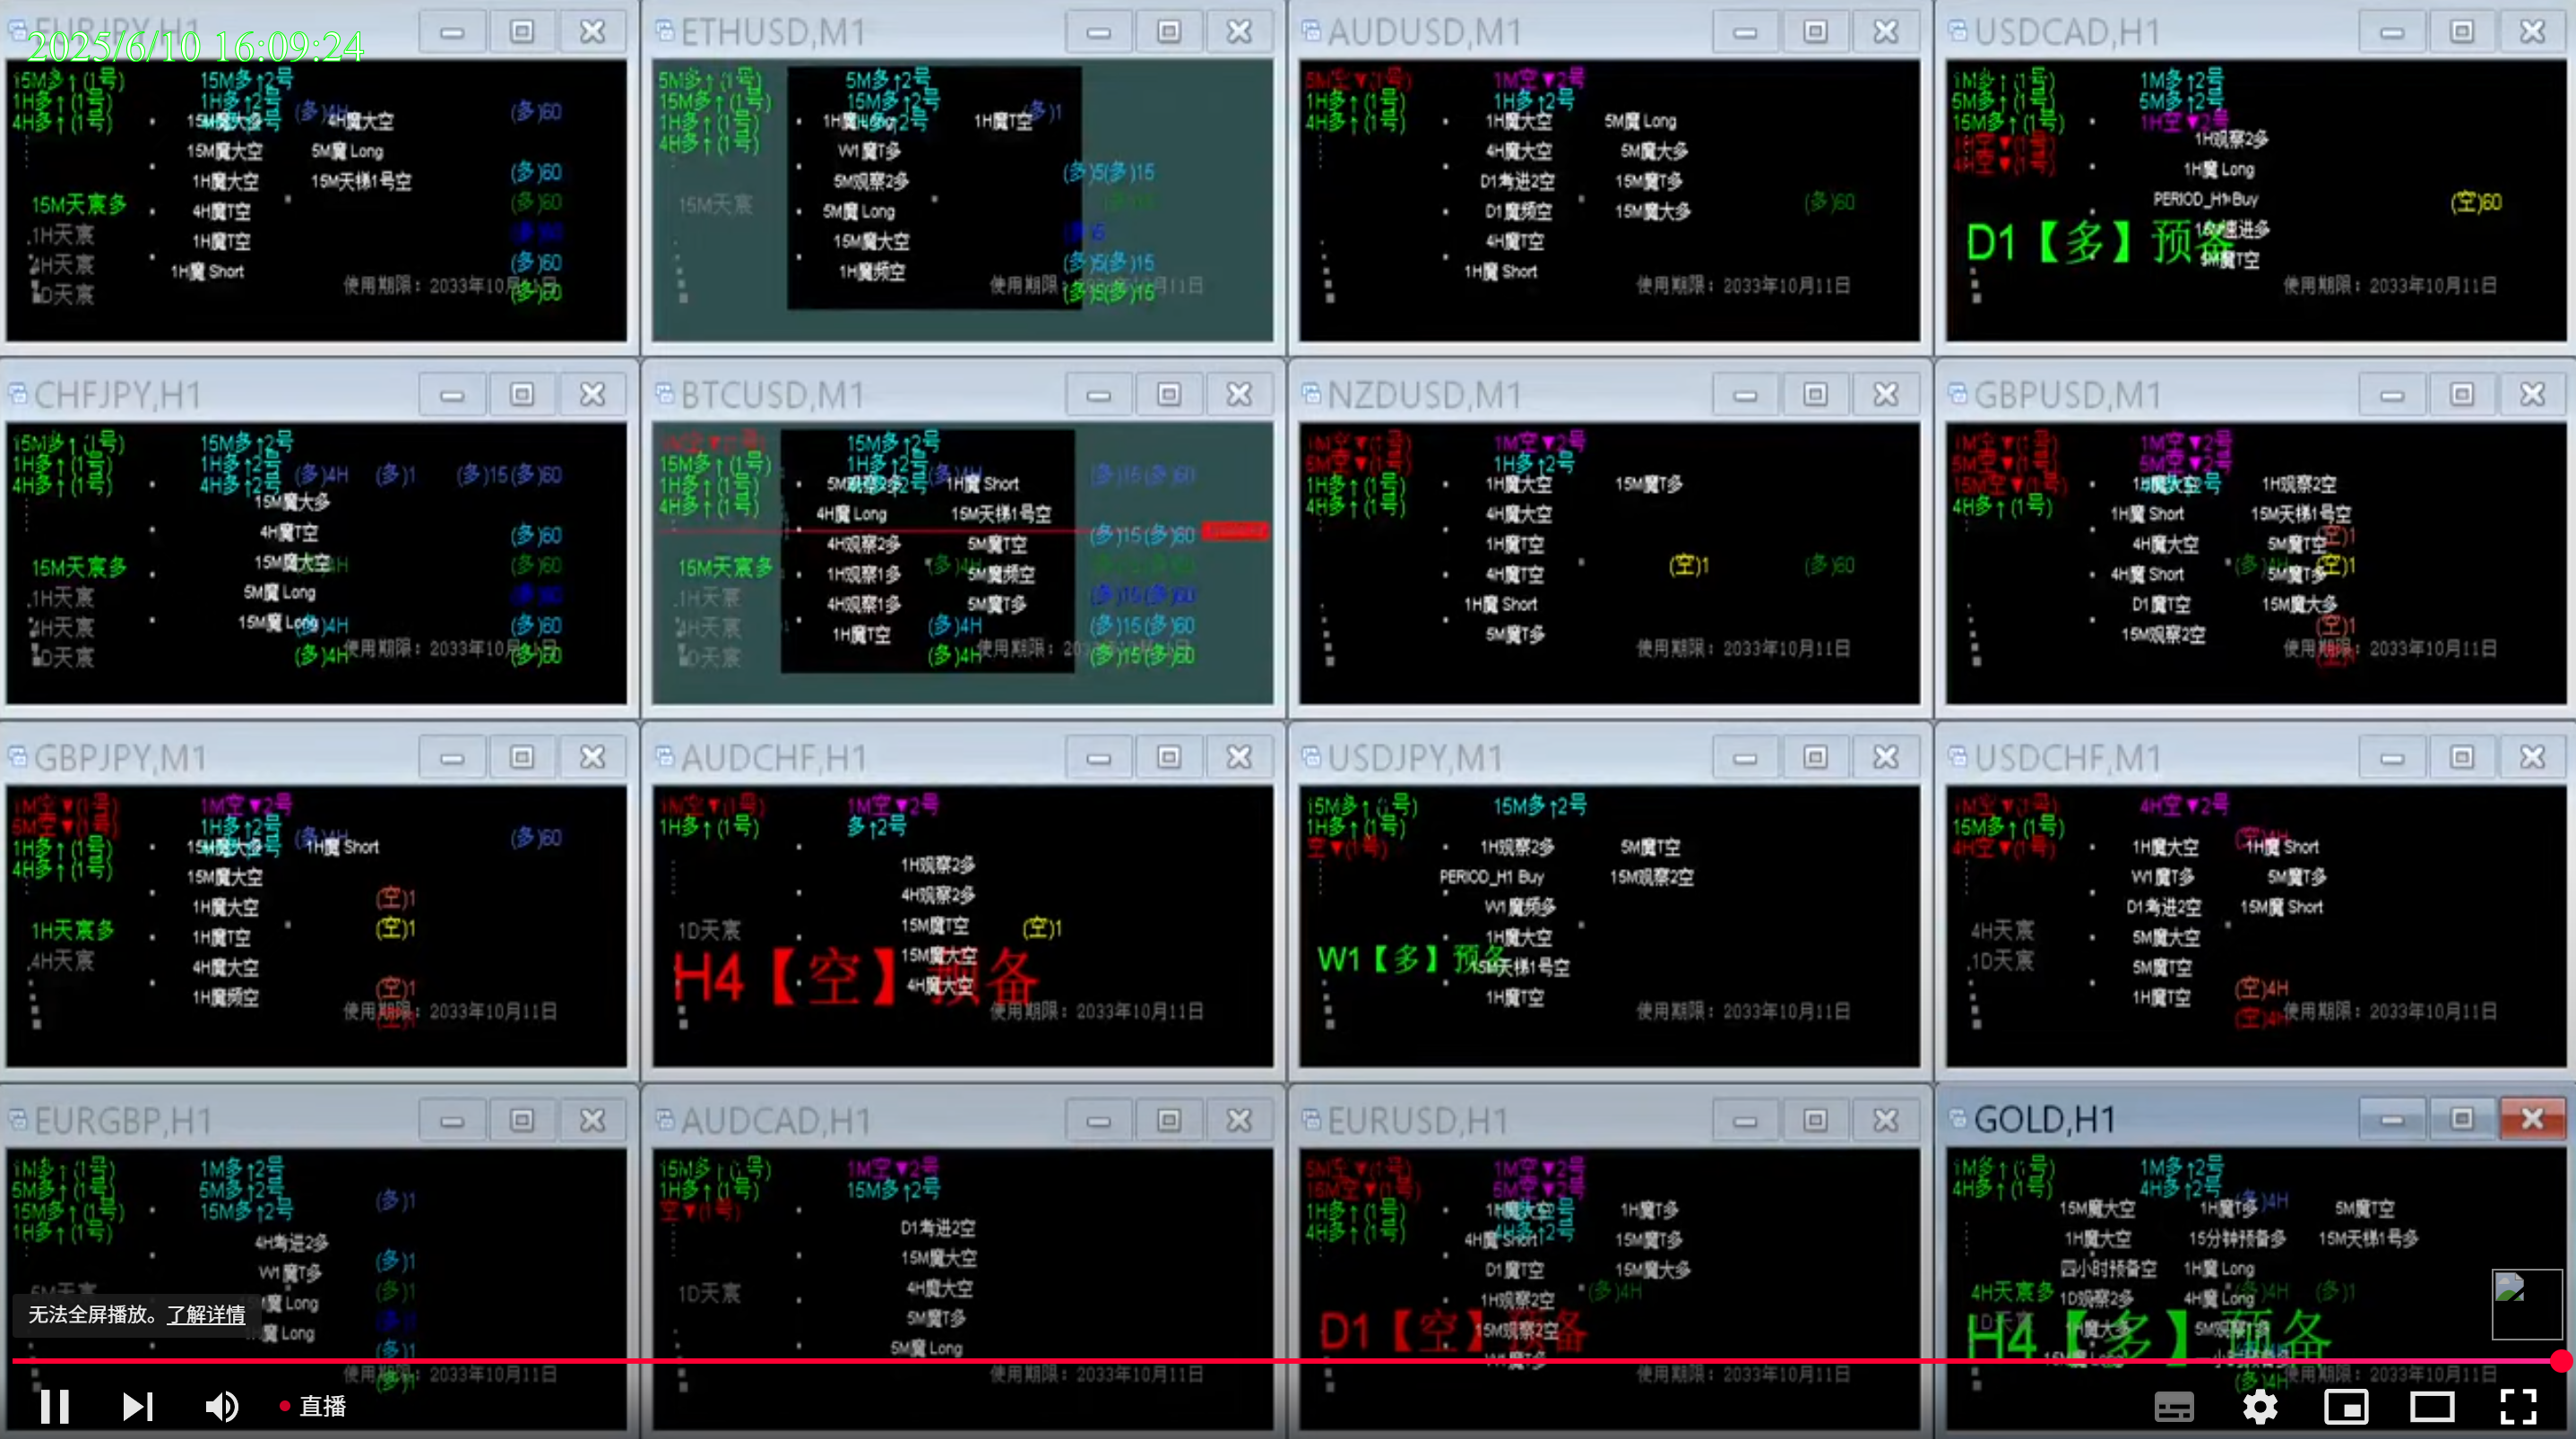 EURJPY,H1
2025/6/10 16:09:24
15M多↑(1号) 15M多↑2号
1H多↑(1号) 1H多↑2号 (多)4H (多)60
4H多↑(1号) 15M魔大多 4H魔大空
15M魔大空 5M魔 Long
1H魔大空 15M天梯1号空 (多)60
15M天宸多 4H魔T空 (多)60
1H天宸 1H魔T空 (多)60
4H天宸 1H魔 Short (多)60
D天宸 使用期限：2033年10月 (多)60
ETHUSD,M1
5M多↑(1号) 5M多↑2号
15M多↑(1号) 15M多↑2号
1H多↑(1号) 1H魔 Long 1H魔T空 (多)1
4H多↑(1号) W1魔T多
5M观察2多 (多)5(多)15
15M天宸 5M魔 Long
15M魔大空
1H魔频空 (多)5(多)15
使用期限 (多)5(多)15
AUDUSD,M1
5M空▼(1号) 1M空▼2号
1H多↑(1号) 1H多↑2号
4H多↑(1号) 1H魔大空 5M魔 Long
4H魔大空 5M魔大多
D1考进2空 15M魔T多
D1魔频空 15M魔大多 (多)60
4H魔T空
1H魔 Short 使用期限：2033年10月11日
USDCAD,H1
1M多↑(1号) 1M多↑2号
5M多↑(1号) 5M多↑2号
15M多↑(1号) 1H空▼2号
1H空▼(1号) 1H观察2多
4H空▼(1号) 1H魔 Long
PERIOD_H1 Buy (空)60
D1【多】预备
5M魔T空
使用期限：2033年10月11日
CHFJPY,H1
15M多↑(1号) 15M多↑2号
1H多↑(1号) 1H多↑2号 (多)4H (多)1 (多)15(多)60
4H多↑(1号) 4H多↑2号
15M魔大多
4H魔T空 (多)60
15M天宸多 15M魔大空 (多)60
1H天宸 5M魔 Long (多)60
4H天宸 15M魔 Long (多)4H (多)60
D天宸 (多)4H 使用期限：2033年10月 (多)60
BTCUSD,M1
15M多↑2号
15M多↑(1号) 1H多↑2号 (多)4H (多)15(多)60
1H多↑(1号) 5M观察2多 1H魔 Short
4H多↑(1号) 4H魔 Long 15M天梯1号空
4H观察2多 5M魔T空 (多)15(多)60
15M天宸多 1H观察1多 (多)4H 5M魔频空
1H天宸 4H观察1多 5M魔T多 (多)15(多)60
4H天宸 1H魔T空 (多)4H (多)15(多)60
D天宸 (多)4H 使用期限 (多)15(多)60
NZDUSD,M1
1M空▼(1号) 1M空▼2号
5M空▼(1号) 1H多↑2号
1H多↑(1号) 1H魔大空 15M魔T多
4H多↑(1号) 4H魔大空
1H魔T空 (空)1 (多)60
4H魔T空
1H魔 Short
5M魔T多 使用期限：2033年10月11日
GBPUSD,M1
1M空▼(1号) 1M空▼2号
5M空▼(1号) 5M空▼2号
15M空▼(1号) 1H魔大空 1H观察2空
4H多↑(1号) 1H魔 Short 15M天梯1号空
4H魔大空 5M魔T空 (空)1
4H魔 Short 5M魔T多 (空)1
D1魔T空 15M魔大多
15M观察2空 (空)1
使用期限：2033年10月11日
GBPJPY,M1
1M空▼(1号) 1M空▼2号
5M空▼(1号) 1H多↑2号 (多)4H (多)60
1H多↑(1号) 15M魔大多 1H魔 Short
4H多↑(1号) 15M魔大空
1H魔大空 (空)1
1H天宸多 1H魔T空 (空)1
4H天宸 4H魔大空
1H魔频空 (空)1
使用期限：2033年10月11日
AUDCHF,H1
1M空▼(1号) 1M空▼2号
1H多↑(1号) 多↑2号
1H观察2多
4H观察2多
1D天宸 15M魔T空 (空)1
15M魔大空
H4【空】预备
4H魔大空
使用期限：2033年10月11日
USDJPY,M1
15M多↑(1号) 15M多↑2号
1H多↑(1号)
空▼(1号) 1H观察2多 5M魔T空
PERIOD_H1 Buy 15M观察2空
W1魔频多
1H魔大空
W1【多】预备
15M天梯1号空
1H魔T空 使用期限：2033年10月11日
USDCHF,M1
1M空▼(1号) 4H空▼2号
15M多↑(1号) (空)4H
4H空▼(1号) 1H魔大空 1H魔 Short
W1魔T多 5M魔T多
D1考进2空 15M魔 Short
4H天宸 5M魔大空
1D天宸 5M魔T空
1H魔T空 (空)4H
(空)4H 使用期限：2033年10月11日
EURGBP,H1
1M多↑(1号) 1M多↑2号
5M多↑(1号) 5M多↑2号 (多)1
15M多↑(1号) 15M多↑2号
1H多↑(1号) 4H考进2多
W1魔T多 (多)1
5M天宸 魔 Long (多)1
魔 Long
(多)1
(多)1 使用期限：2033年10月11日
AUDCAD,H1
15M多↑(1号) 1M空▼2号
1H多↑(1号) 15M多↑2号
空▼(1号) D1考进2空
15M魔大空
1D天宸 4H魔大空
5M魔T多
5M魔 Long
使用期限：2033年10月11日
EURUSD,H1
5M空▼(1号) 1M空▼2号
15M空▼(1号) 5M空▼2号
1H多↑(1号) 1H魔大空 1H魔T多
4H多↑(1号) 4H魔 Short 4H多↑2号 15M魔T多
D1魔T空 15M魔大多
1H观察2空 (多)4H
D1【空】预备
15M观察2空
W1魔T多 使用期限：2033年10月11日
GOLD,H1
1M多↑(1号) 1M多↑2号
4H多↑(1号) 4H多↑2号 (多)4H
15M魔大空 1H魔T多 5M魔T空
1H魔大空 15分钟预备多 15M天梯1号多
四小时预备空 1H魔 Long
4H天宸多 1D观察2多 4H魔 Long (多)4H (多)1
1D天宸 1H魔大多 5M观察2多
H4【多】预备
15M魔 Long 一小时预备多
(多)4H 使用期限：2033年10月11日
无法全屏播放。了解详情
直播